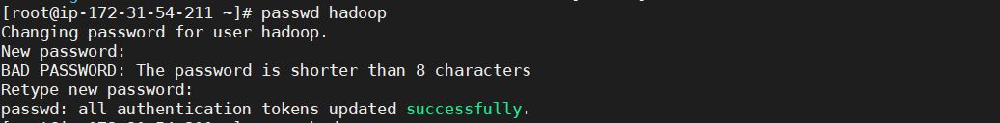 [root@ip-172-31-54-211 ~]# passwd hadoop
Changing password for user hadoop.
New password:
BAD PASSWORD: The password is shorter than 8 characters
Retype new password:
passwd: all authentication tokens updated successfully.